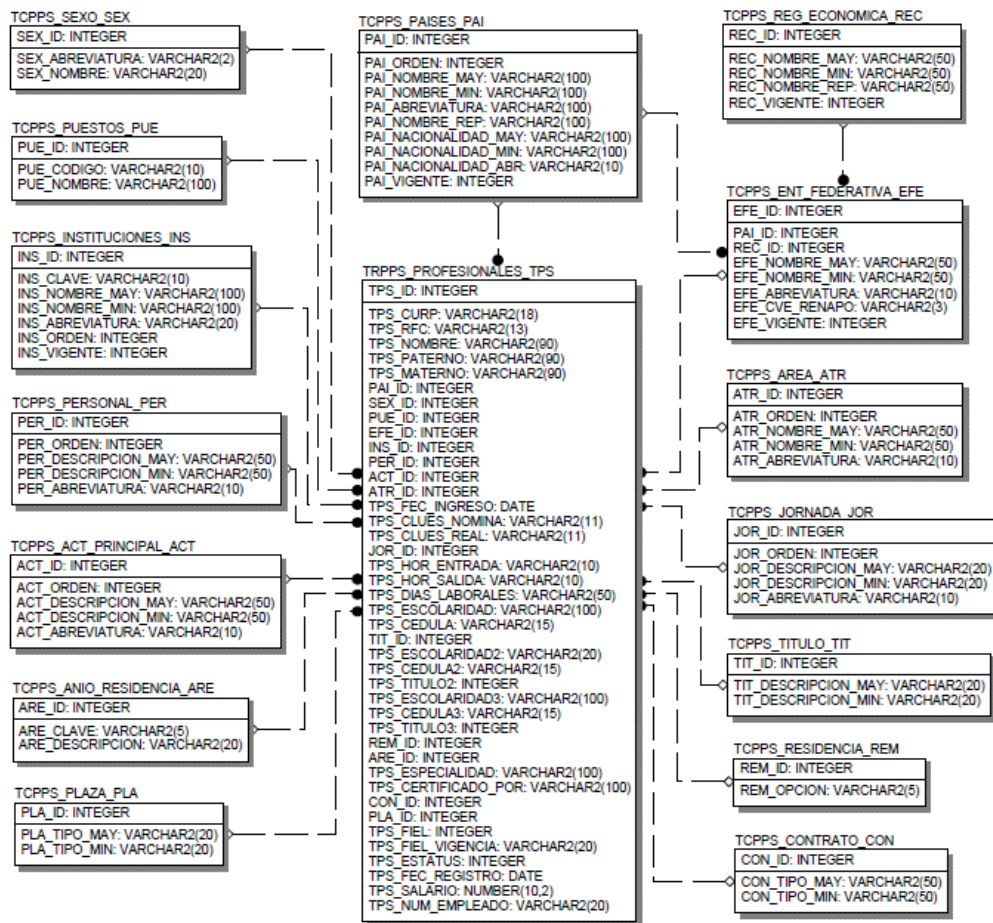 TCPPS_SEXO_SEX
SEX_ID: INTEGER
SEX_ABREVIATURA: VARCHAR2(2)
SEX_NOMBRE: VARCHAR2(20)
TCPPS_PUESTOS_PUE
PUE_ID: INTEGER
PUE_CODIGO: VARCHAR2(10)
PUE_NOMBRE: VARCHAR2(100)
TCPPS_INSTITUCIONES_INS
INS_ID: INTEGER
INS_CLAVE: VARCHAR2(10)
INS_NOMBRE_MAY: VARCHAR2(100)
INS_NOMBRE_MIN: VARCHAR2(100)
INS_ABREVIATURA: VARCHAR2(20)
INS_ORDEN: INTEGER
INS_VIGENTE: INTEGER
TCPPS_PERSONAL_PER
PER_ID: INTEGER
PER_ORDEN: INTEGER
PER_DESCRIPCION_MAY: VARCHAR2(50)
PER_DESCRIPCION_MIN: VARCHAR2(50)
PER_ABREVIATURA: VARCHAR2(10)
TCPPS_ACT_PRINCIPAL_ACT
ACT_ID: INTEGER
ACT_ORDEN: INTEGER
ACT_DESCRIPCION_MAY: VARCHAR2(50)
ACT_DESCRIPCION_MIN: VARCHAR2(50)
ACT_ABREVIATURA: VARCHAR2(10)
TCPPS_ANIO_RESIDENCIA_ARE
ARE_ID: INTEGER
ARE_CLAVE: VARCHAR2(5)
ARE_DESCRIPCION: VARCHAR2(20)
TCPPS_PLAZA_PLA
PLA_ID: INTEGER
PLA_TIPO_MAY: VARCHAR2(20)
PLA_TIPO_MIN: VARCHAR2(20)
TCPPS_PAISES_PAI
PAI_ID: INTEGER
PAI_ORDEN: INTEGER
PAI_NOMBRE_MAY: VARCHAR2(100)
PAI_NOMBRE_MIN: VARCHAR2(100)
PAI_ABREVIATURA: VARCHAR2(100)
PAI_NOMBRE_REP: VARCHAR2(100)
PAI_NACIONALIDAD_MAY: VARCHAR2(100)
PAI_NACIONALIDAD_MIN: VARCHAR2(100)
PAI_NACIONALIDAD_ABR: VARCHAR2(10)
PAI_VIGENTE: INTEGER
TRPPS_PROFESIONALES_TPS
TPS_ID: INTEGER
TPS_CURP: VARCHAR2(18)
TPS_RFC: VARCHAR2(13)
TPS_NOMBRE: VARCHAR2(90)
TPS_PATERNO: VARCHAR2(90)
TPS_MATERNO: VARCHAR2(90)
PAI_ID: INTEGER
SEX_ID: INTEGER
PUE_ID: INTEGER
EFE_ID: INTEGER
INS_ID: INTEGER
PER_ID: INTEGER
ACT_ID: INTEGER
ATR_ID: INTEGER
TPS_FEC_INGRESO: DATE
TPS_CLUES_NOMINA: VARCHAR2(11)
TPS_CLUES_REAL: VARCHAR2(11)
JOR_ID: INTEGER
TPS_HOR_ENTRADA: VARCHAR2(10)
TPS_HOR_SALIDA: VARCHAR2(10)
TPS_DIAS_LABORALES: VARCHAR2(50)
TPS_ESCOLARIDAD: VARCHAR2(100)
TPS_CEDULA: VARCHAR2(15)
TIT_ID: INTEGER
TPS_ESCOLARIDAD2: VARCHAR2(20)
TPS_CEDULA2: VARCHAR2(15)
TPS_TITULO2: INTEGER
TPS_ESCOLARIDAD3: VARCHAR2(100)
TPS_CEDULA3: VARCHAR2(15)
TPS_TITULO3: INTEGER
REM_ID: INTEGER
ARE_ID: INTEGER
TPS_ESPECIALIDAD: VARCHAR2(100)
TPS_CERTIFICADO_POR: VARCHAR2(100)
CON_ID: INTEGER
PLA_ID: INTEGER
TPS_FIEL: INTEGER
TPS_FIEL_VIGENCIA: VARCHAR2(20)
TPS_ESTATUS: INTEGER
TPS_FEC_REGISTRO: DATE
TPS_SALARIO: NUMBER(10,2)
TPS_NUM_EMPLEADO: VARCHAR2(20)
TCPPS_REG_ECONOMICA_REC
REC_ID: INTEGER
REC_NOMBRE_MAY: VARCHAR2(50)
REC_NOMBRE_MIN: VARCHAR2(50)
REC_NOMBRE_REP: VARCHAR2(50)
REC_VIGENTE: INTEGER
TCPPS_ENT_FEDERATIVA_EFE
EFE_ID: INTEGER
PAI_ID: INTEGER
REC_ID: INTEGER
EFE_NOMBRE_MAY: VARCHAR2(50)
EFE_NOMBRE_MIN: VARCHAR2(50)
EFE_ABREVIATURA: VARCHAR2(10)
EFE_CVE_RENAPO: VARCHAR2(3)
EFE_VIGENTE: INTEGER
TCPPS_AREA_ATR
ATR_ID: INTEGER
ATR_ORDEN: INTEGER
ATR_NOMBRE_MAY: VARCHAR2(50)
ATR_NOMBRE_MIN: VARCHAR2(50)
ATR_ABREVIATURA: VARCHAR2(10)
TCPPS_JORNADA_JOR
JOR_ID: INTEGER
JOR_ORDEN: INTEGER
JOR_DESCRIPCION_MAY: VARCHAR2(20)
JOR_DESCRIPCION_MIN: VARCHAR2(20)
JOR_ABREVIATURA: VARCHAR2(10)
TCPPS_TITULO_TIT
TIT_ID: INTEGER
TIT_DESCRIPCION_MAY: VARCHAR2(20)
TIT_DESCRIPCION_MIN: VARCHAR2(20)
TCPPS_RESIDENCIA_REM
REM_ID: INTEGER
REM_OPCION: VARCHAR2(5)
TCPPS_CONTRATO_CON
CON_ID: INTEGER
CON_TIPO_MAY: VARCHAR2(50)
CON_TIPO_MIN: VARCHAR2(50)